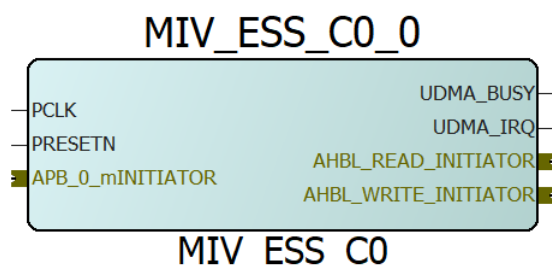 MIV_ESS_C0_0
PCLK
PRESETN
APB_0_mINITIATOR
UDMA_BUSY
UDMA_IRQ
AHBL_READ_INITIATOR
AHBL_WRITE_INITIATOR
MIV_ESS_C0